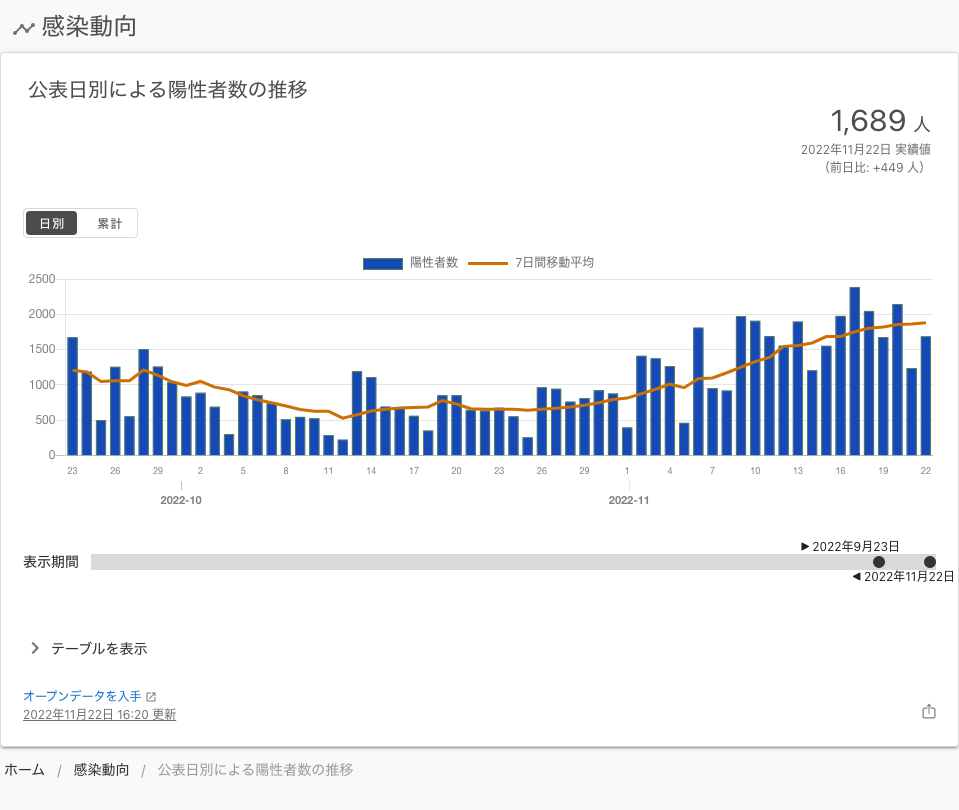 感染動向
公表日別による陽性者数の推移
1,689 人
2022年11月22日 実績値
(前日比: +449 人)
日別 累計
陽性者数 7日間移動平均
2500
2000
1500
1000
500
0
23 26 29 2 5 8 11 14 17 20 23 26 29 1 4 7 10 13 16 19 22
2022-10 2022-11
2022年9月23日
表示期間
2022年11月22日
テーブルを表示
オープンデータを入手
2022年11月22日 16:20 更新
ホーム / 感染動向 / 公表日別による陽性者数の推移